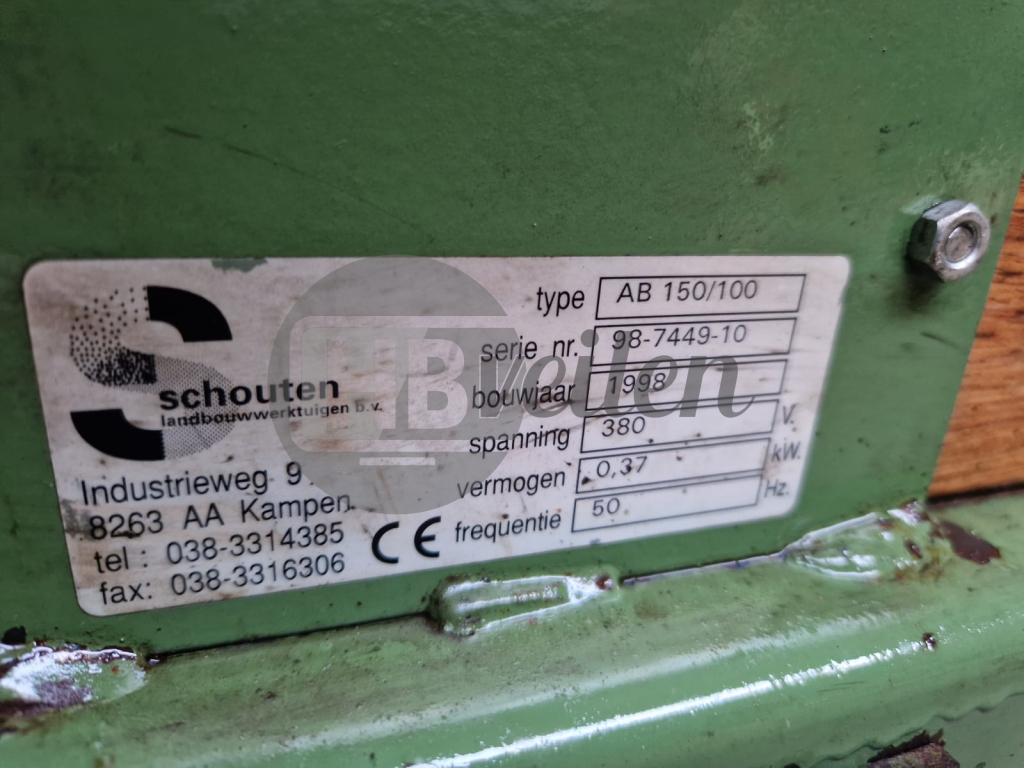 schouten
landbouwwerktuigen b.v.
Industrieweg 9
8263 AA Kampen
tel : 038-3314385
fax: 038-3316306
CE
type AB 150/100
serie nr. 98-7449-10
bouwjaar 1998
spanning 380 V.
vermogen 0,37 kW.
frequentie 50 Hz.
HBveilen